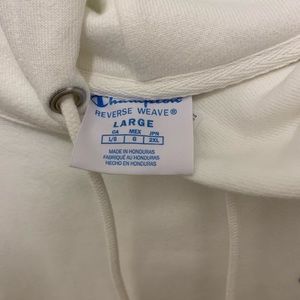 Champion
REVERSE WEAVE®
LARGE
CA MEX JPN
L/G G 2XL
MADE IN HONDURAS
FABRIQUÉ AU HONDURAS
HECHO EN HONDURAS